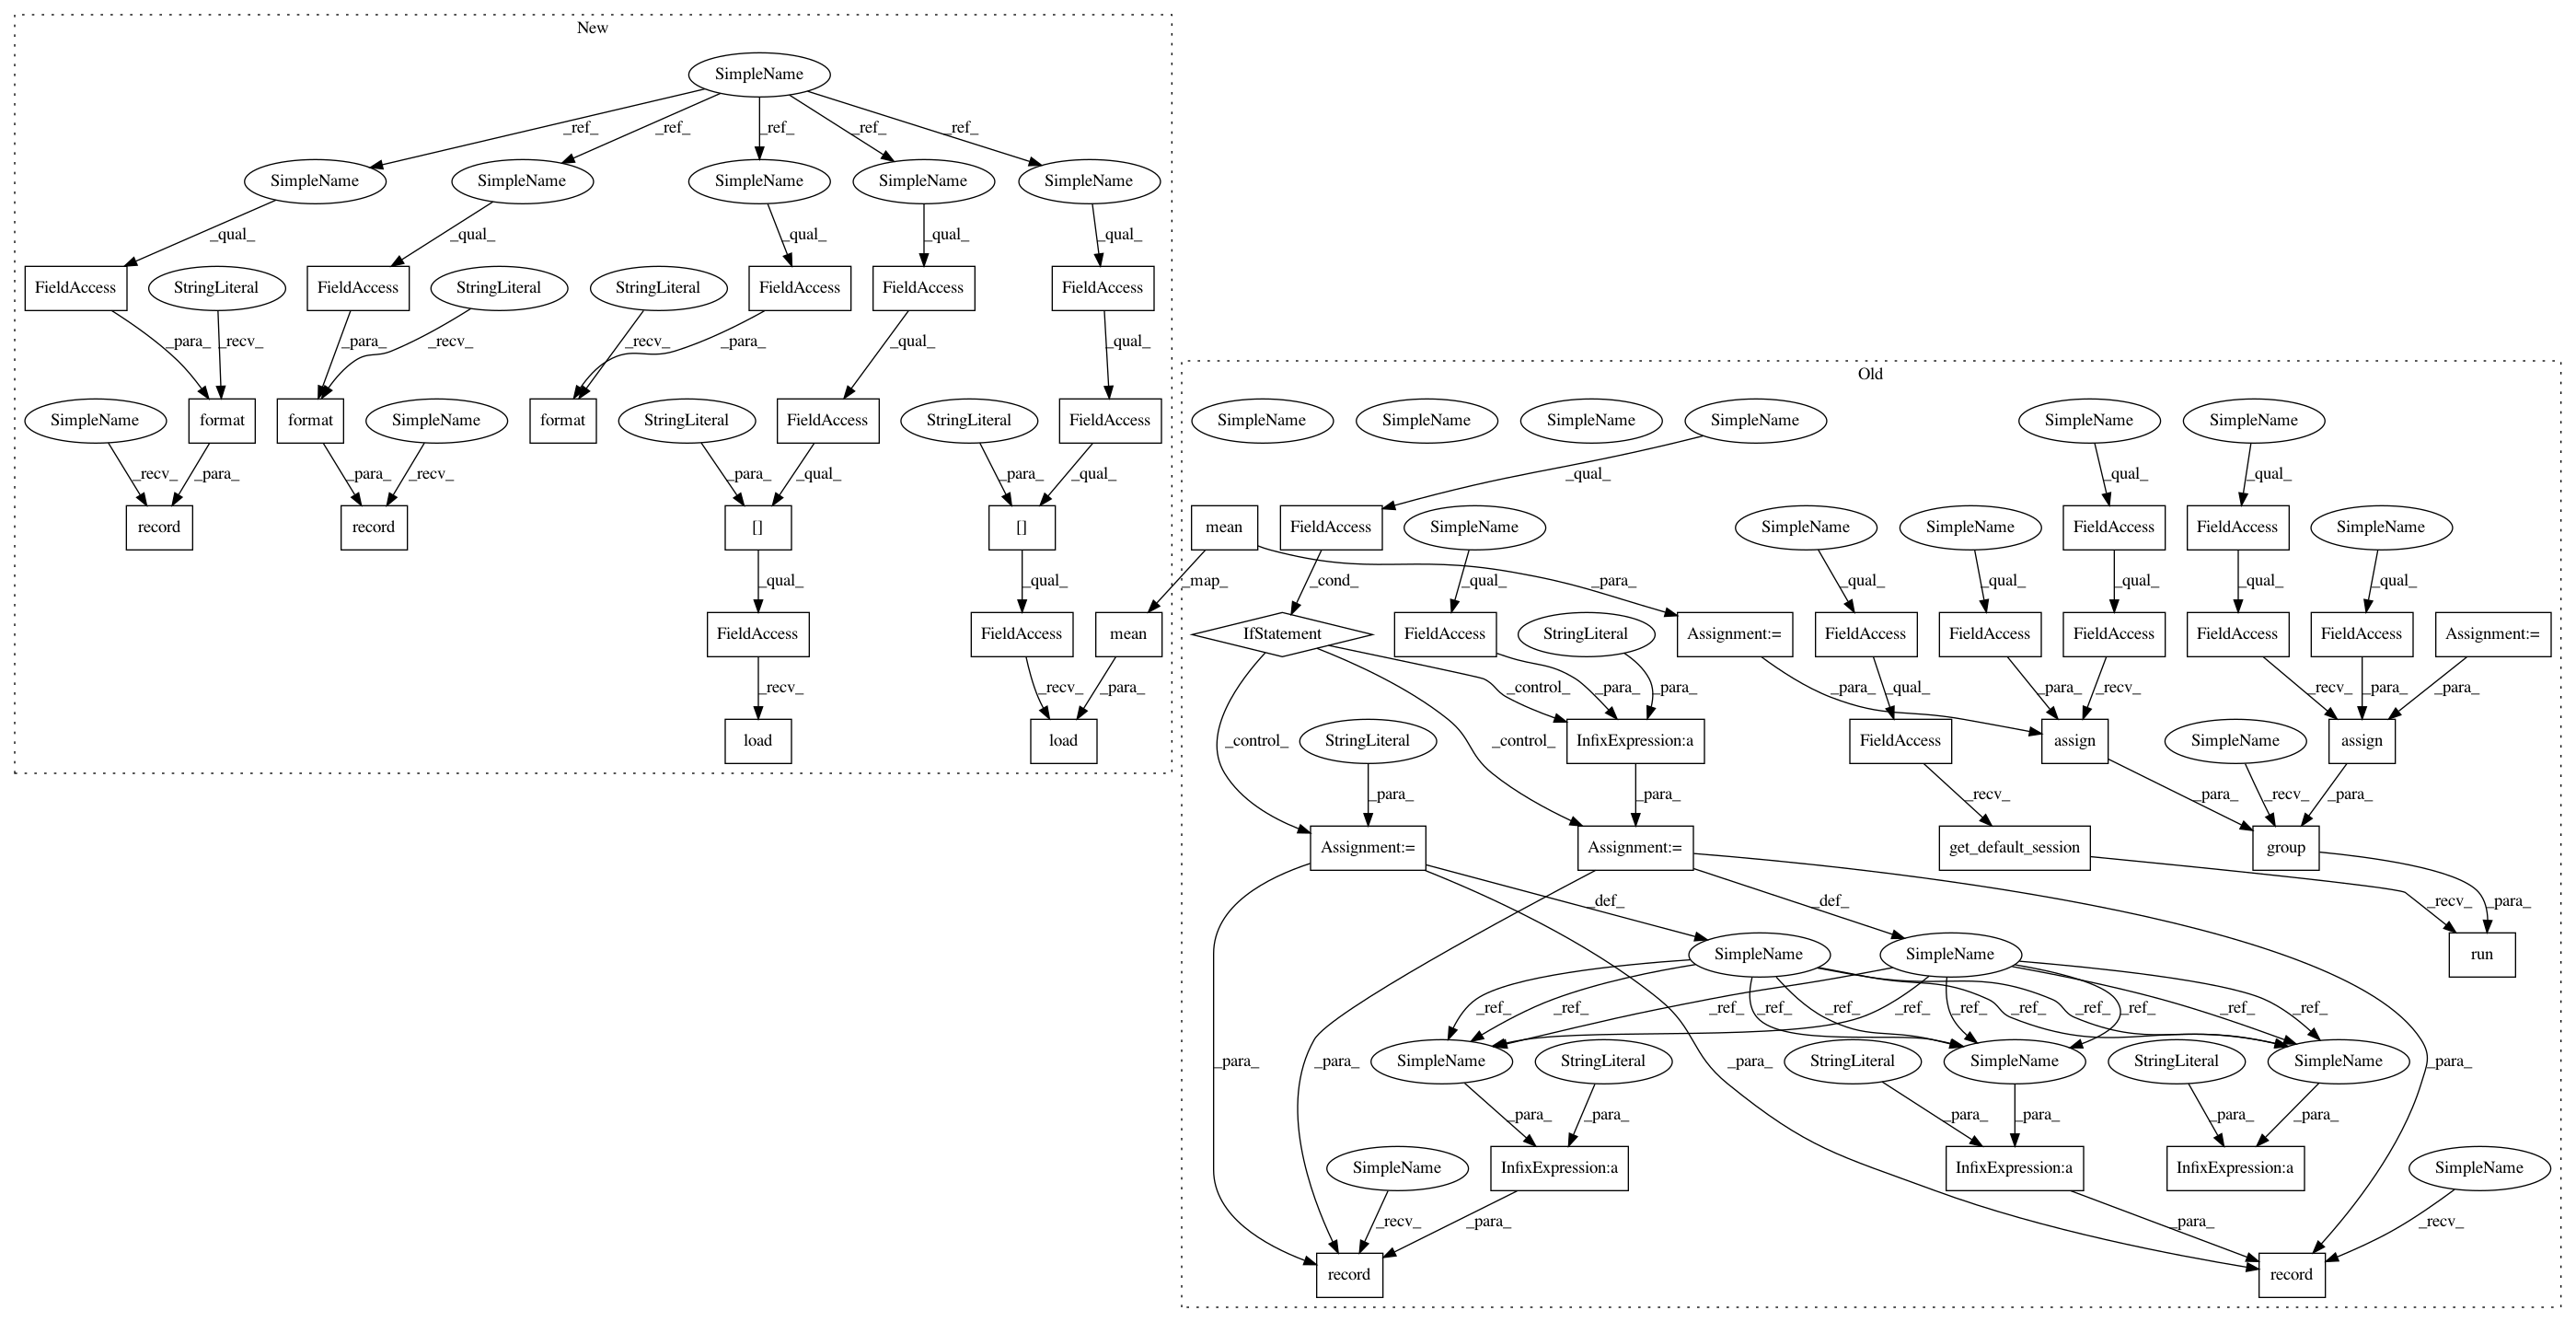 New
SimpleName
_ref_ _ref_ _ref_ _ref_ _ref_
SimpleName SimpleName SimpleName SimpleName SimpleName
_qual_ _qual_ _qual_ _qual_ _qual_
FieldAccess StringLiteral FieldAccess StringLiteral StringLiteral FieldAccess FieldAccess FieldAccess
_para_ _recv_ _para_ _recv_ _recv_ _para_ _qual_ _qual_
SimpleName format format SimpleName format StringLiteral FieldAccess StringLiteral FieldAccess
_recv_ _para_ _para_ _recv_ _para_ _qual_ _para_ _qual_
record record [] []
_qual_ _qual_ _map_
FieldAccess FieldAccess mean
_recv_ _recv_ _para_
load load
Old
SimpleName SimpleName SimpleName SimpleName SimpleName SimpleName
_qual_ _qual_ _qual_
mean FieldAccess SimpleName SimpleName SimpleName FieldAccess FieldAccess SimpleName
_cond_ _qual_ _para_ _qual_ _qual_ _qual_ _qual_ _qual_
IfStatement FieldAccess StringLiteral Assignment:= FieldAccess FieldAccess FieldAccess FieldAccess FieldAccess Assignment:=
_control_ _para_ _para_ _para_ _qual_ _para_ _recv_ _recv_ _para_ _para_
_control_ StringLiteral _control_ InfixExpression:a FieldAccess assign SimpleName assign
_para_ _para_ _recv_ _para_ _recv_ _para_
Assignment:= Assignment:= get_default_session group
_def_ _def_ _recv_ _para_
SimpleName SimpleName run
_ref_ _ref_ _ref_ _ref_ _ref_ _ref_ _ref_ _ref_ _ref_ _ref_ _ref_ _ref_
_para_ _para_ SimpleName StringLiteral _para_ StringLiteral SimpleName StringLiteral SimpleName _para_
_para_ _para_ _para_ _para_ _para_ _para_
SimpleName InfixExpression:a InfixExpression:a InfixExpression:a SimpleName
_recv_ _para_ _para_ _recv_
record record